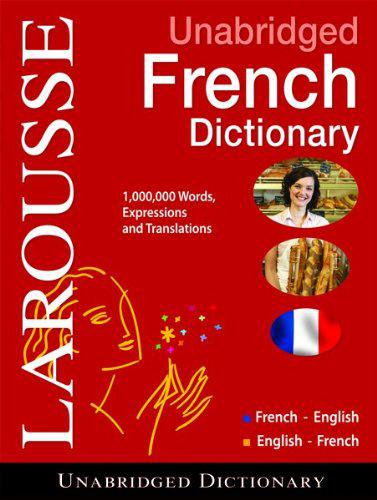 LAROUSSE
Unabridged
French
Dictionary
1,000,000 Words,
Expressions
and Translations
French - English
English - French
UNABRIDGED DICTIONARY